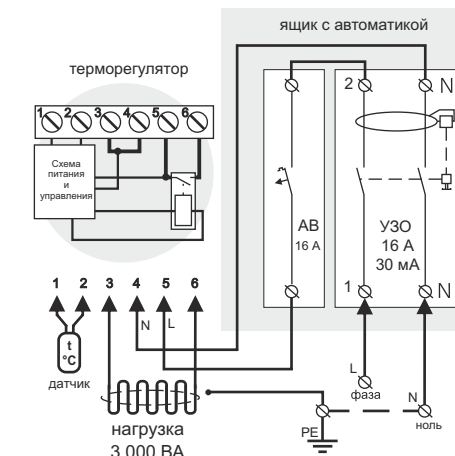 ящик с автоматикой
терморегулятор
1 2 3 4 5 6
Схема
питания
и
управления
2 N
АВ
16 А
УЗО
16 А
30 мА
1 N
1 2 3 4 5 6
N L
t
°C
датчик
нагрузка
3 000 ВА
L
фаза
N
ноль
PE